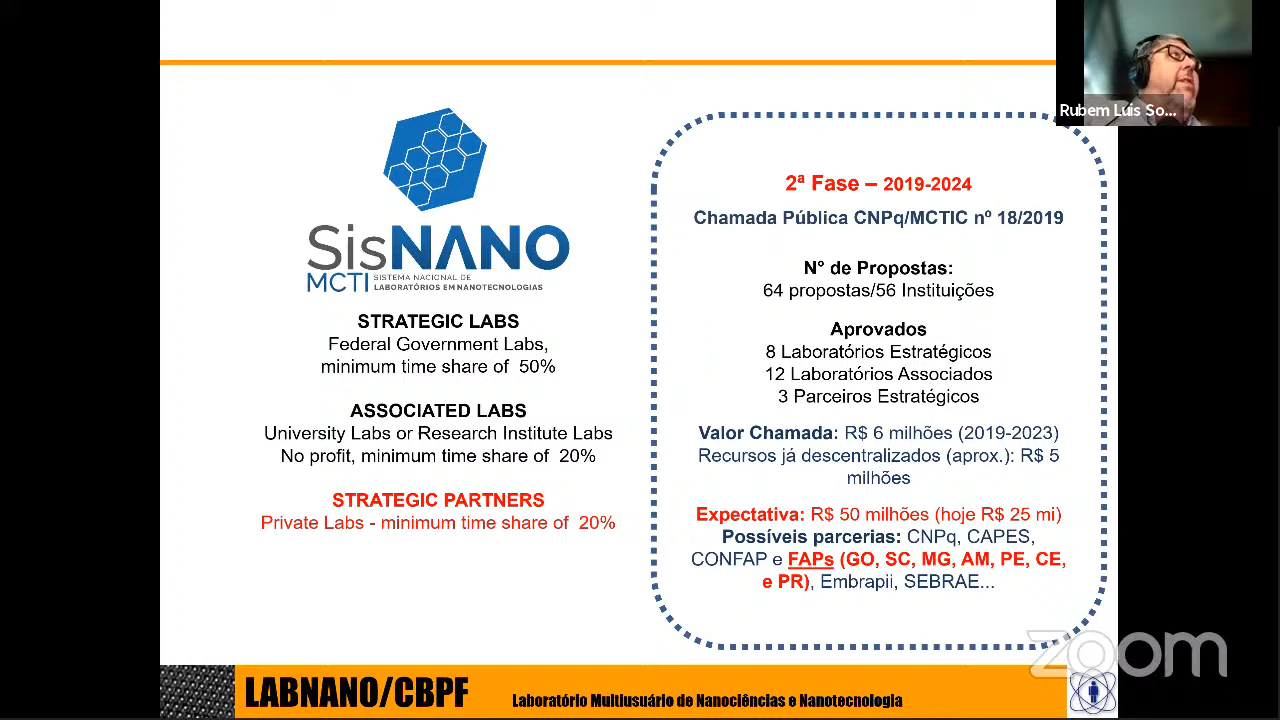 Rubem Luis So...
SisNANO
MCTI SISTEMA NACIONAL DE
LABORATÓRIOS EM NANOTECNOLOGIAS
STRATEGIC LABS
Federal Government Labs,
minimum time share of 50%
ASSOCIATED LABS
University Labs or Research Institute Labs
No profit, minimum time share of 20%
STRATEGIC PARTNERS
Private Labs - minimum time share of 20%
2ª Fase – 2019-2024
Chamada Pública CNPq/MCTIC nº 18/2019
N° de Propostas:
64 propostas/56 Instituições
Aprovados
8 Laboratórios Estratégicos
12 Laboratórios Associados
3 Parceiros Estratégicos
Valor Chamada: R$ 6 milhões (2019-2023)
Recursos já descentralizados (aprox.): R$ 5
milhões
Expectativa: R$ 50 milhões (hoje R$ 25 mi)
Possíveis parcerias: CNPq, CAPES,
CONFAP e FAPs (GO, SC, MG, AM, PE, CE,
e PR), Embrapii, SEBRAE...
zoom
LABNANO/CBPF
Laboratório Multiusuário de Nanociências e Nanotecnologia